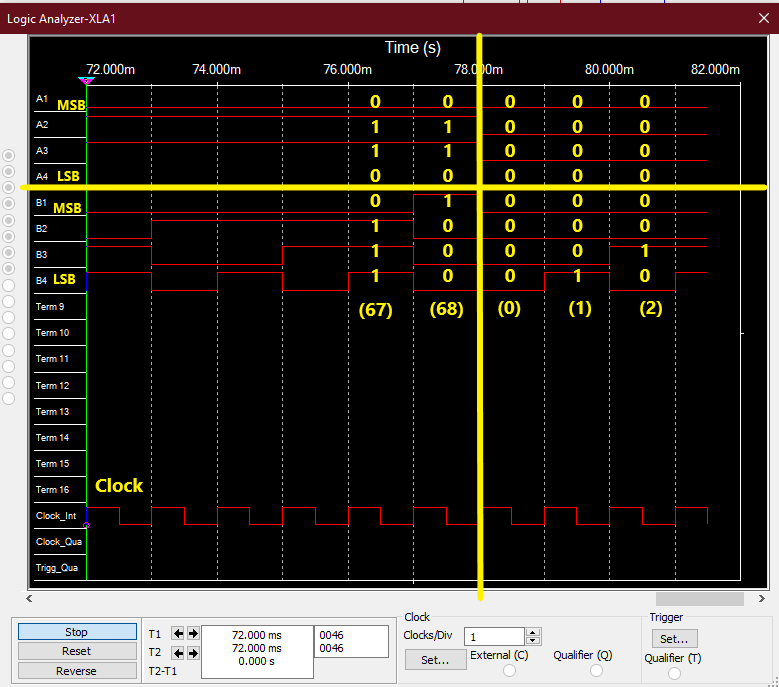 Logic Analyzer-XLA1
Time (s)
72.000m 74.000m 76.000m 78.000m 80.000m 82.000m
A1 MSB 0 0 0 0 0
A2 1 1 0 0 0
A3 1 1 0 0 0
A4 LSB 0 0 0 0 0
B1 MSB 0 1 0 0 0
B2 1 0 0 0 0
B3 1 0 0 0 1
B4 LSB 1 0 0 1 0
Term 9 (67) (68) (0) (1) (2)
Term 10
Term 11
Term 12
Term 13
Term 14
Term 15
Term 16
Clock
Clock_Int
Clock_Qua
Trigg_Qua
Stop
Reset
Reverse
T1 72.000 ms 0046
T2 72.000 ms 0046
T2-T1 0.000 s
Clock
Clocks/Div 1
Set...
External (C)
Qualifier (Q)
Trigger
Set...
Qualifier (T)